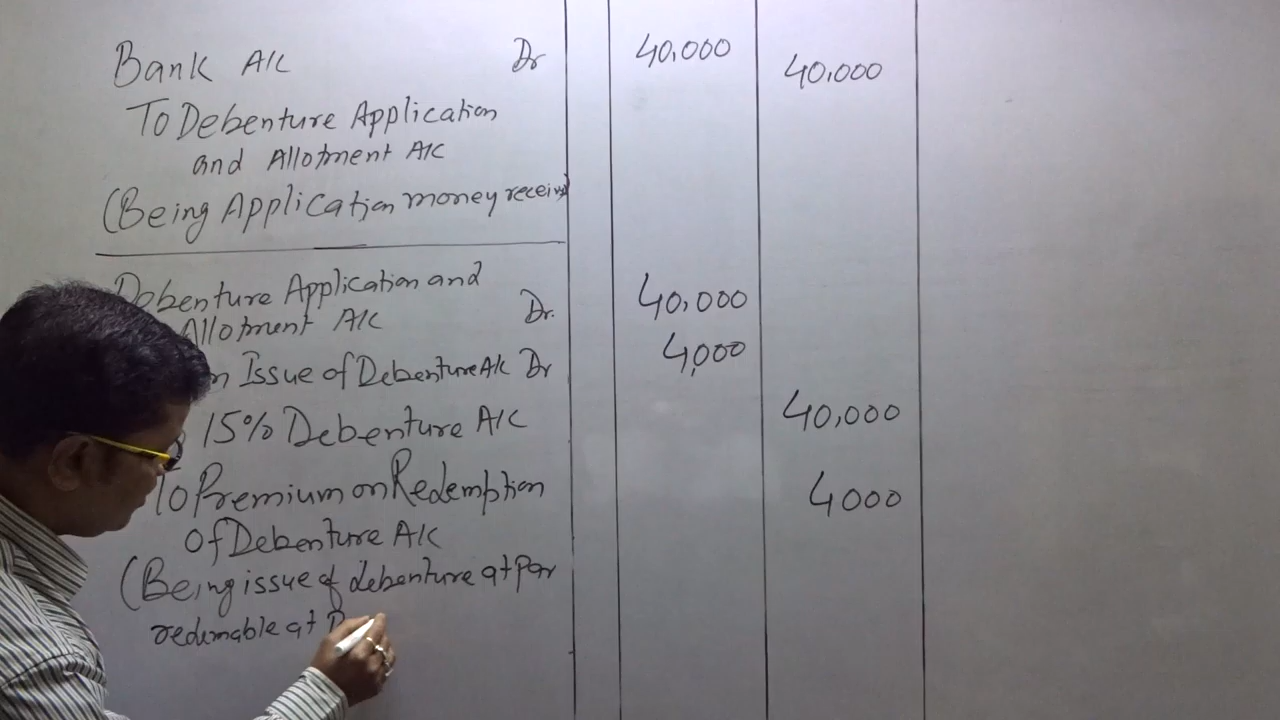 Bank A/C Dr 40,000
40,000
To Debenture Application
and Allotment A/C
(Being Application money received
Debenture Application and
Allotment A/C Dr. 40,000
Issue of Debenture A/C Dr 4,000
15% Debenture A/C 40,000
To Premium on Redemption 4000
Of Debenture A/C
(Being issue of debenture at Par
redemable at